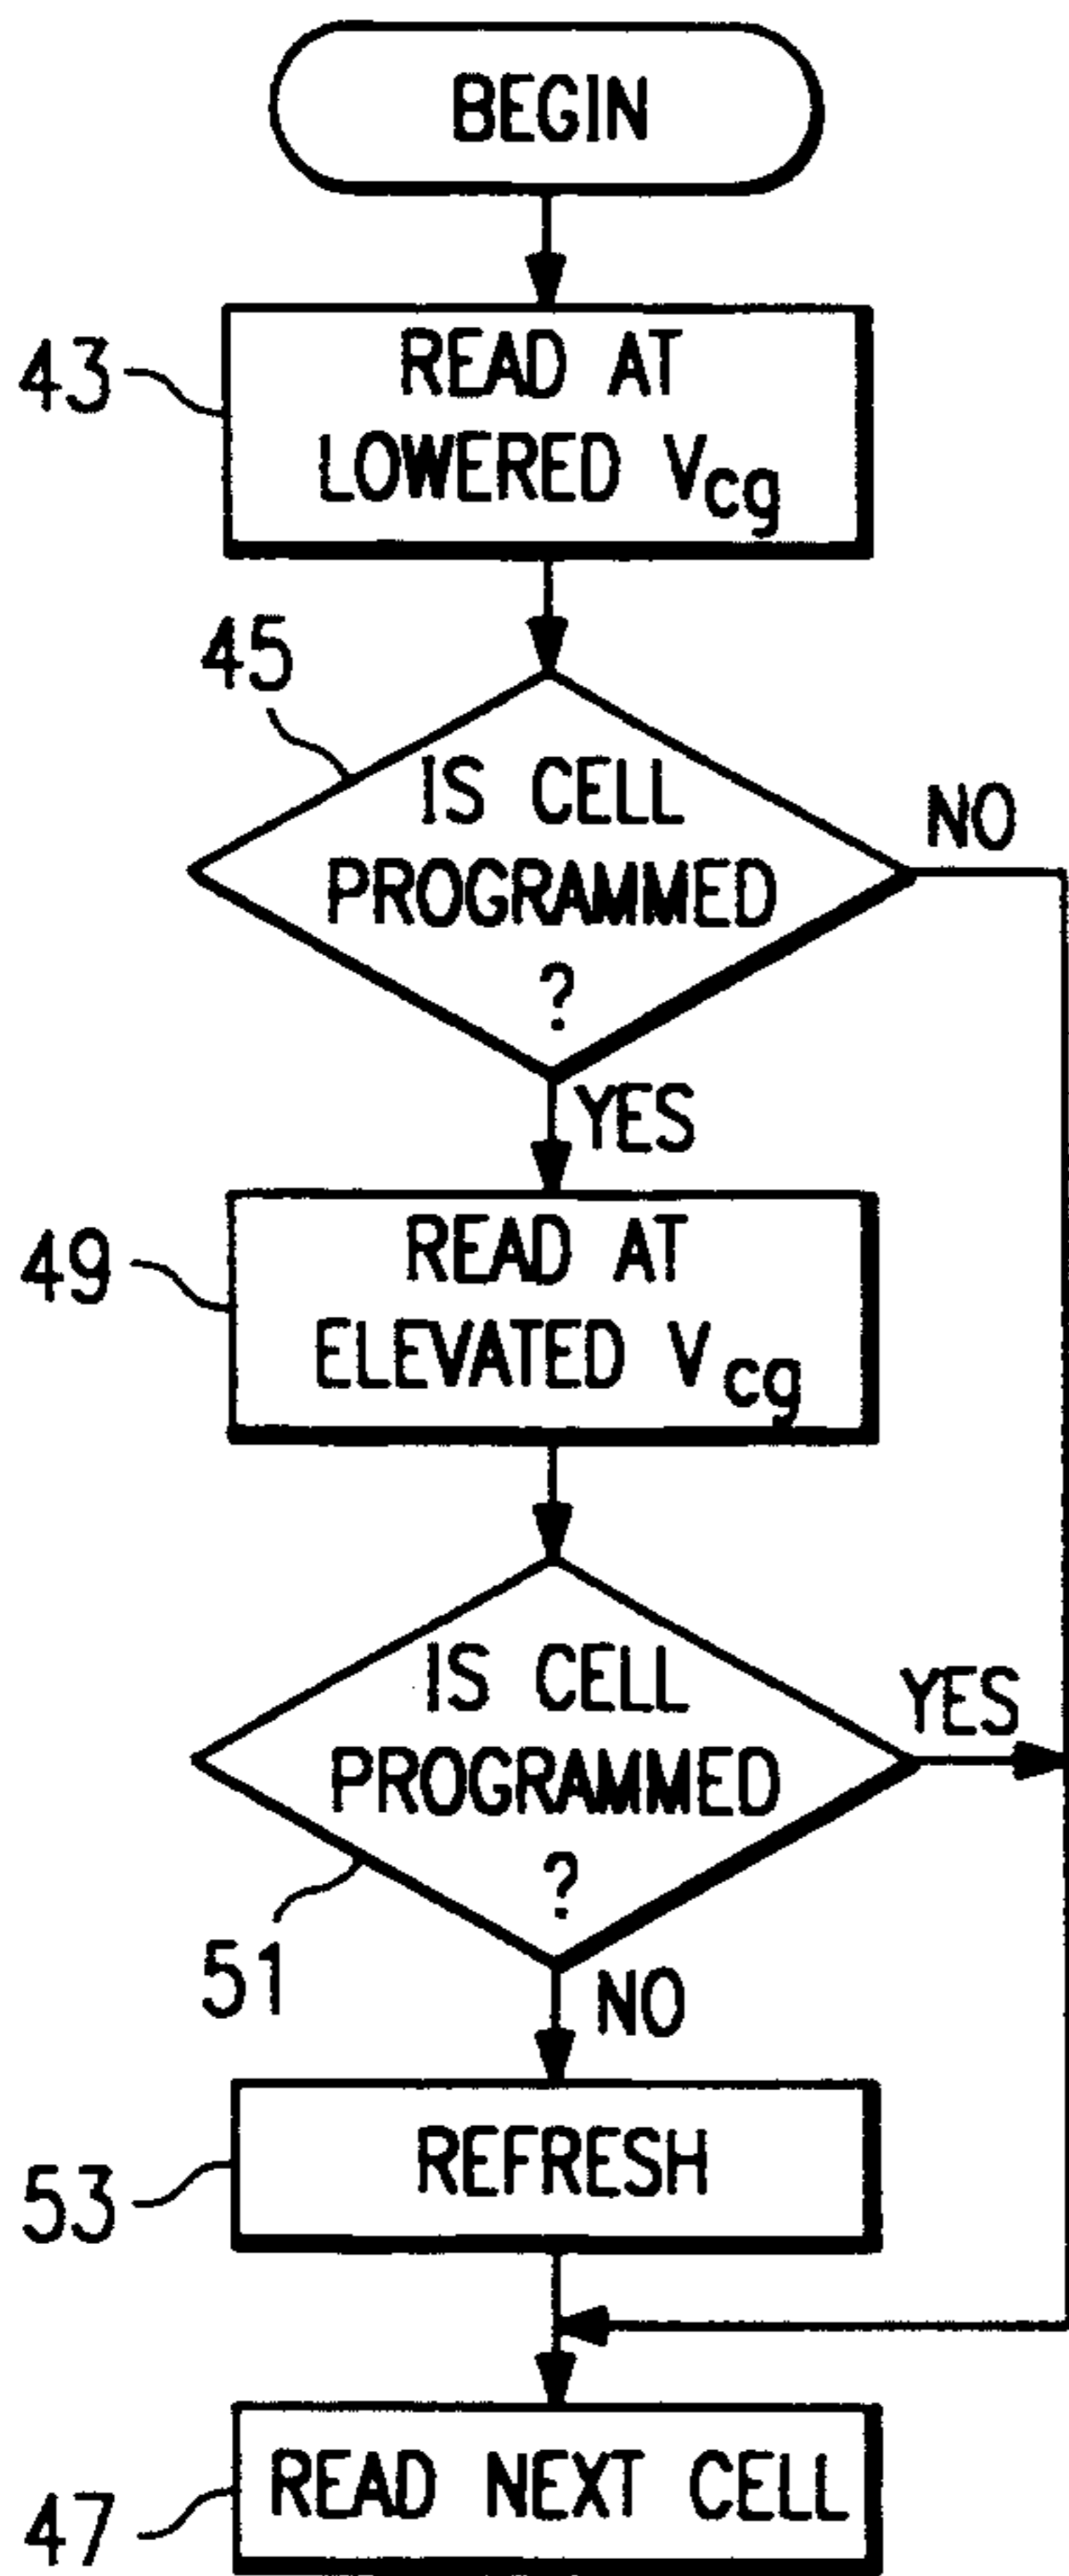 BEGIN
43
READ AT
LOWERED Vcg
45
IS CELL
PROGRAMMED
?
NO
YES
49
READ AT
ELEVATED Vcg
IS CELL
PROGRAMMED
?
YES
51
NO
53
REFRESH
READ NEXT CELL
47